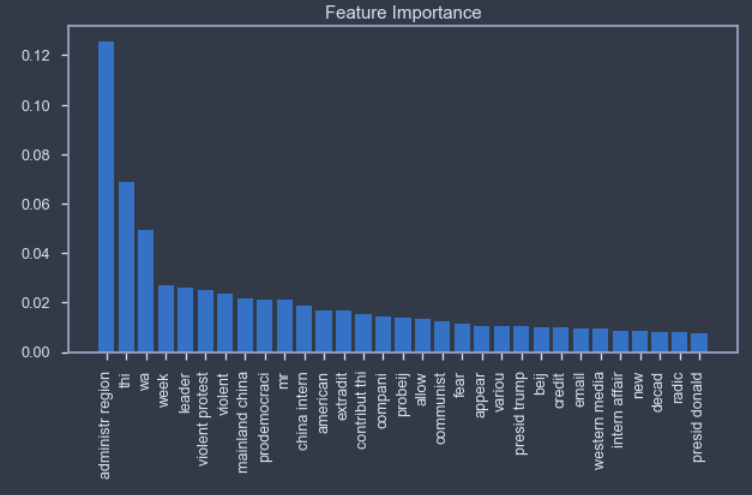 Feature Importance
0.12
0.10
0.08
0.06
0.04
0.02
0.00
administr region
thi
wa
week
leader
violent protest
violent
mainland china
prodemocraci
mr
china intern
american
extradit
contribut thi
compani
probeij
allow
communist
fear
appear
variou
presid trump
beij
credit
email
western media
intern affair
new
decad
radic
presid donald